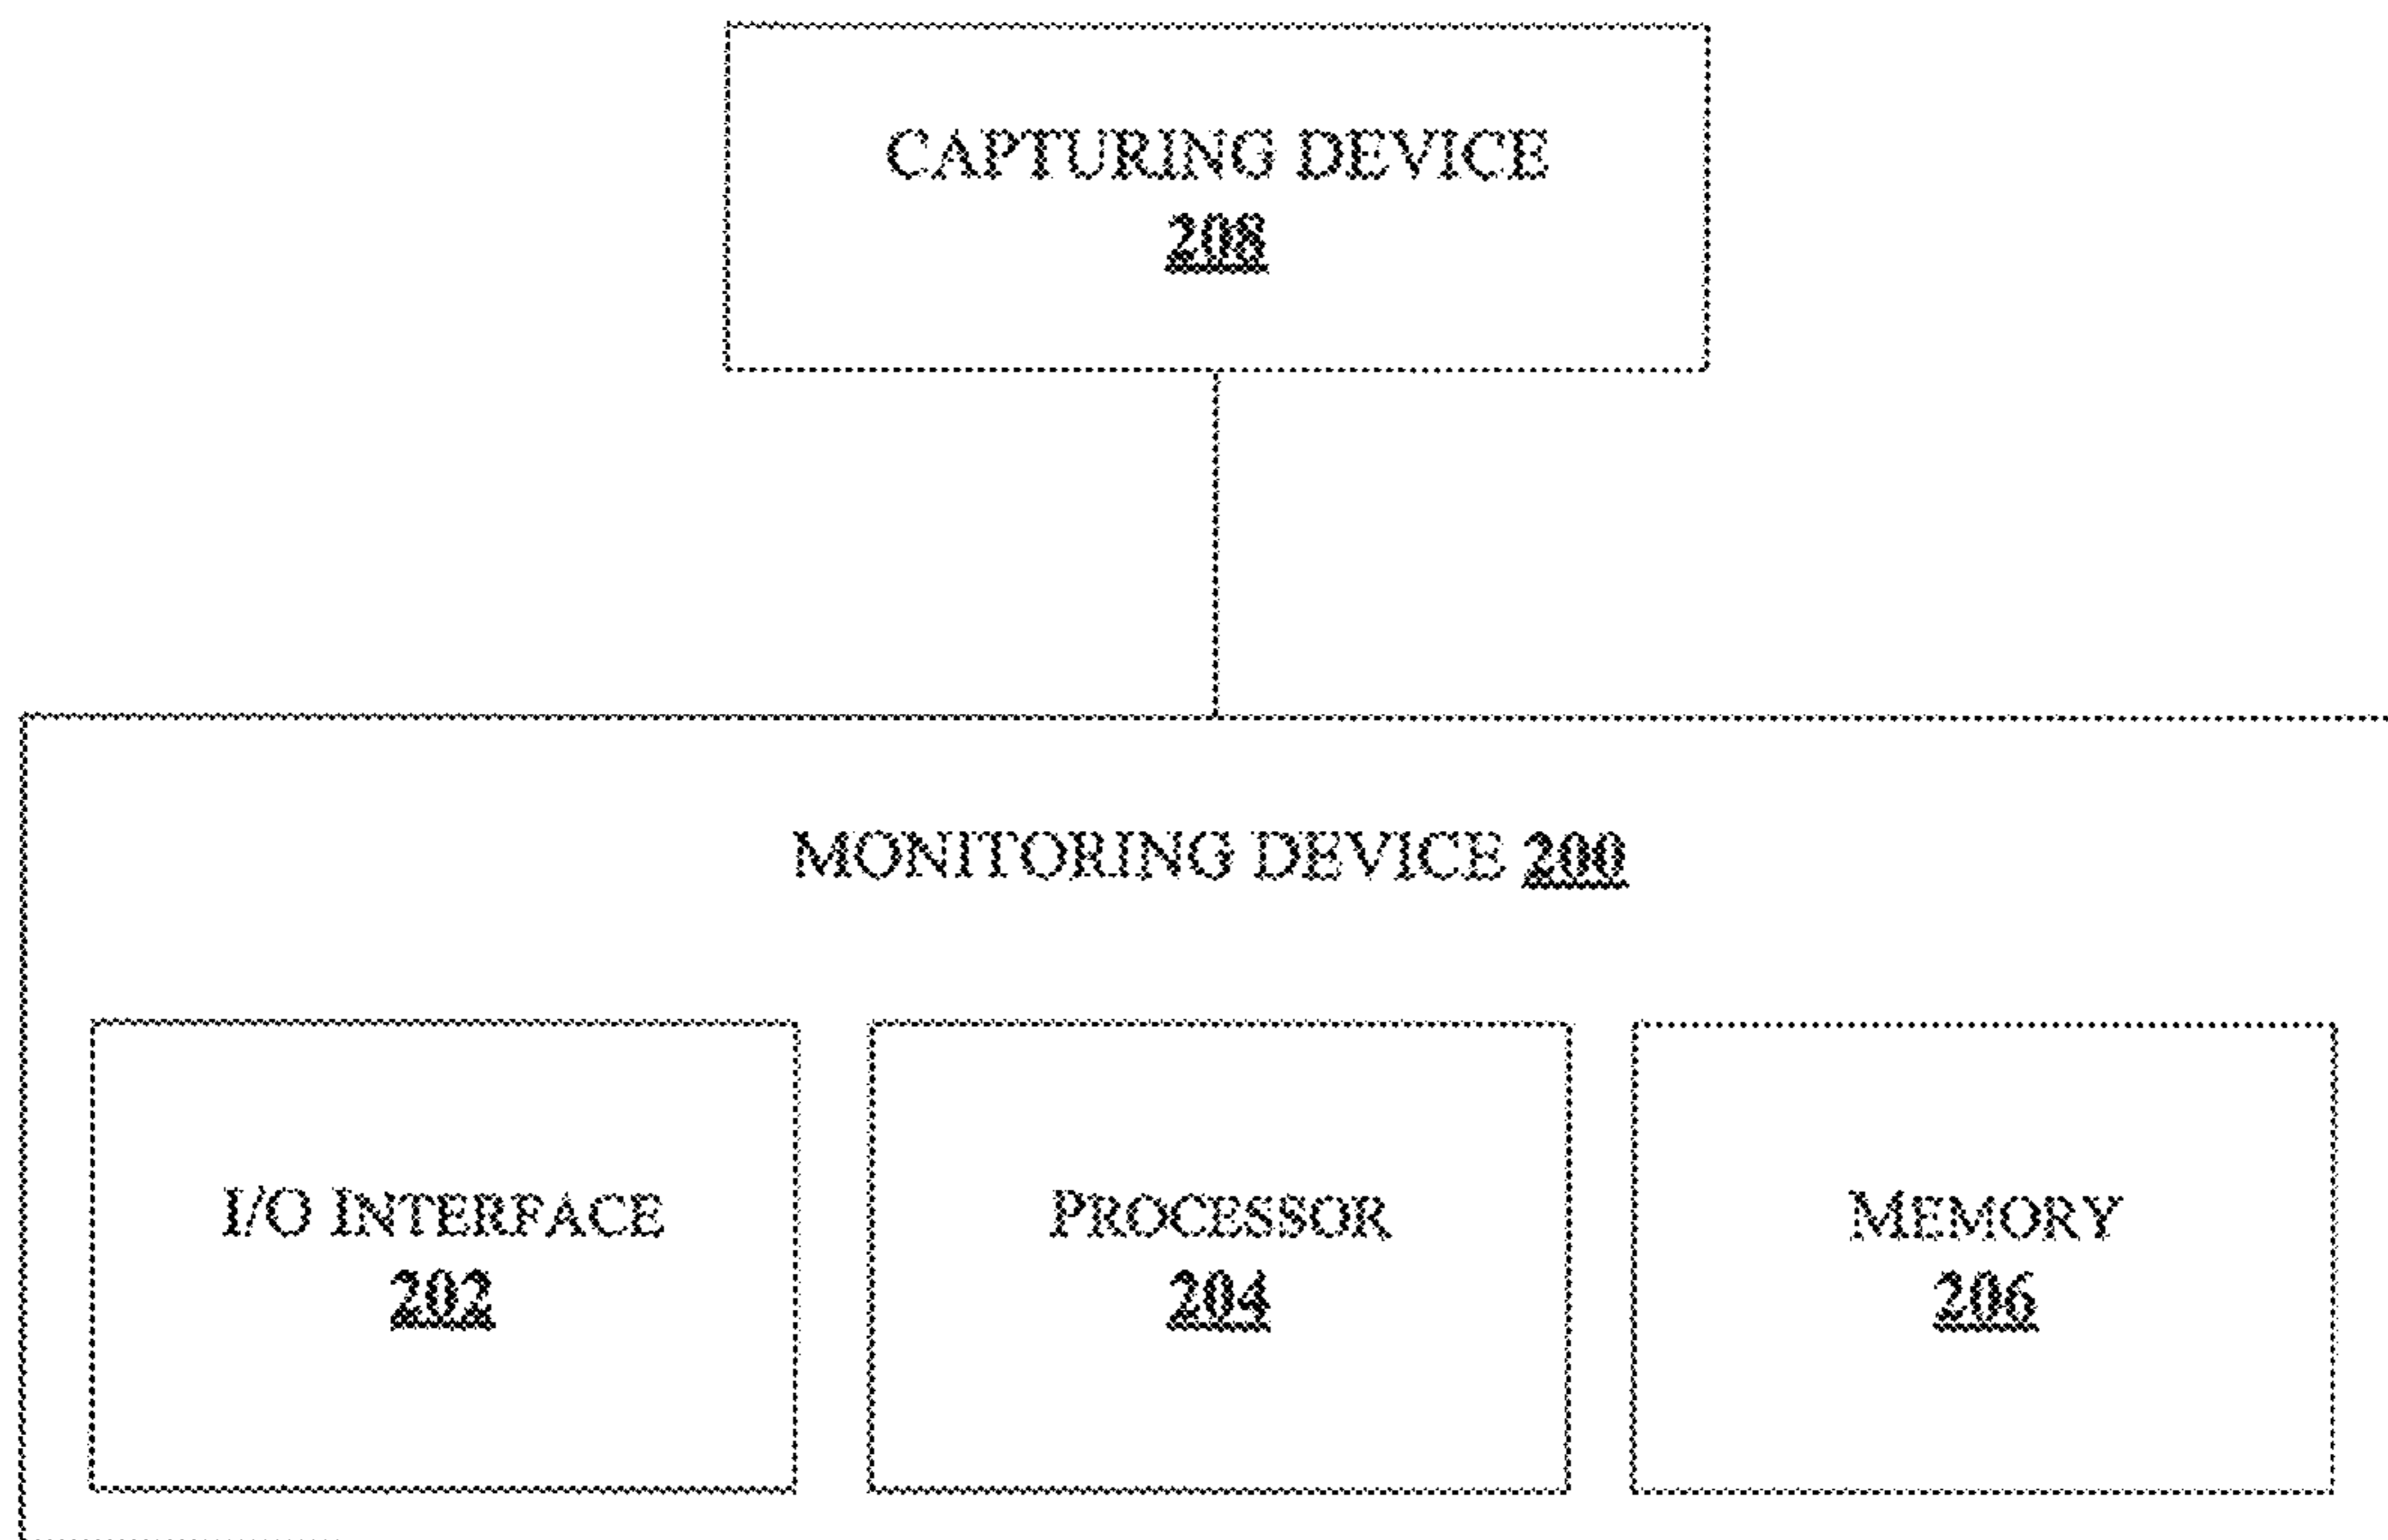 CAPTURING DEVICE
208
MONITORING DEVICE 200
I/O INTERFACE
202
PROCESSOR
204
MEMORY
206